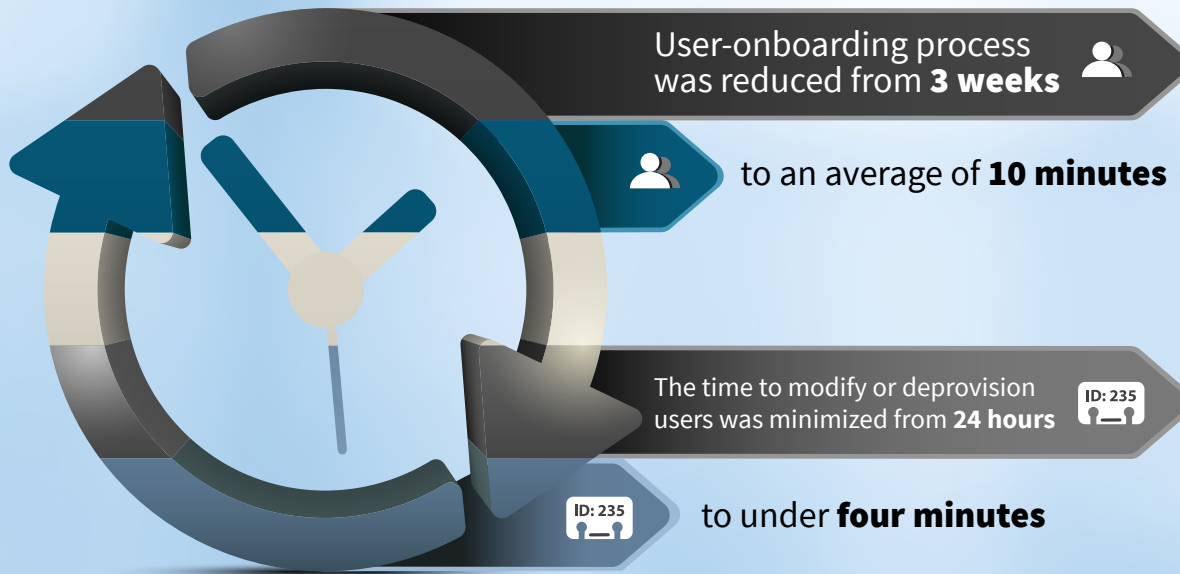 User-onboarding process
was reduced from 3 weeks
to an average of 10 minutes
The time to modify or deprovision
users was minimized from 24 hours
ID: 235
ID: 235
to under four minutes